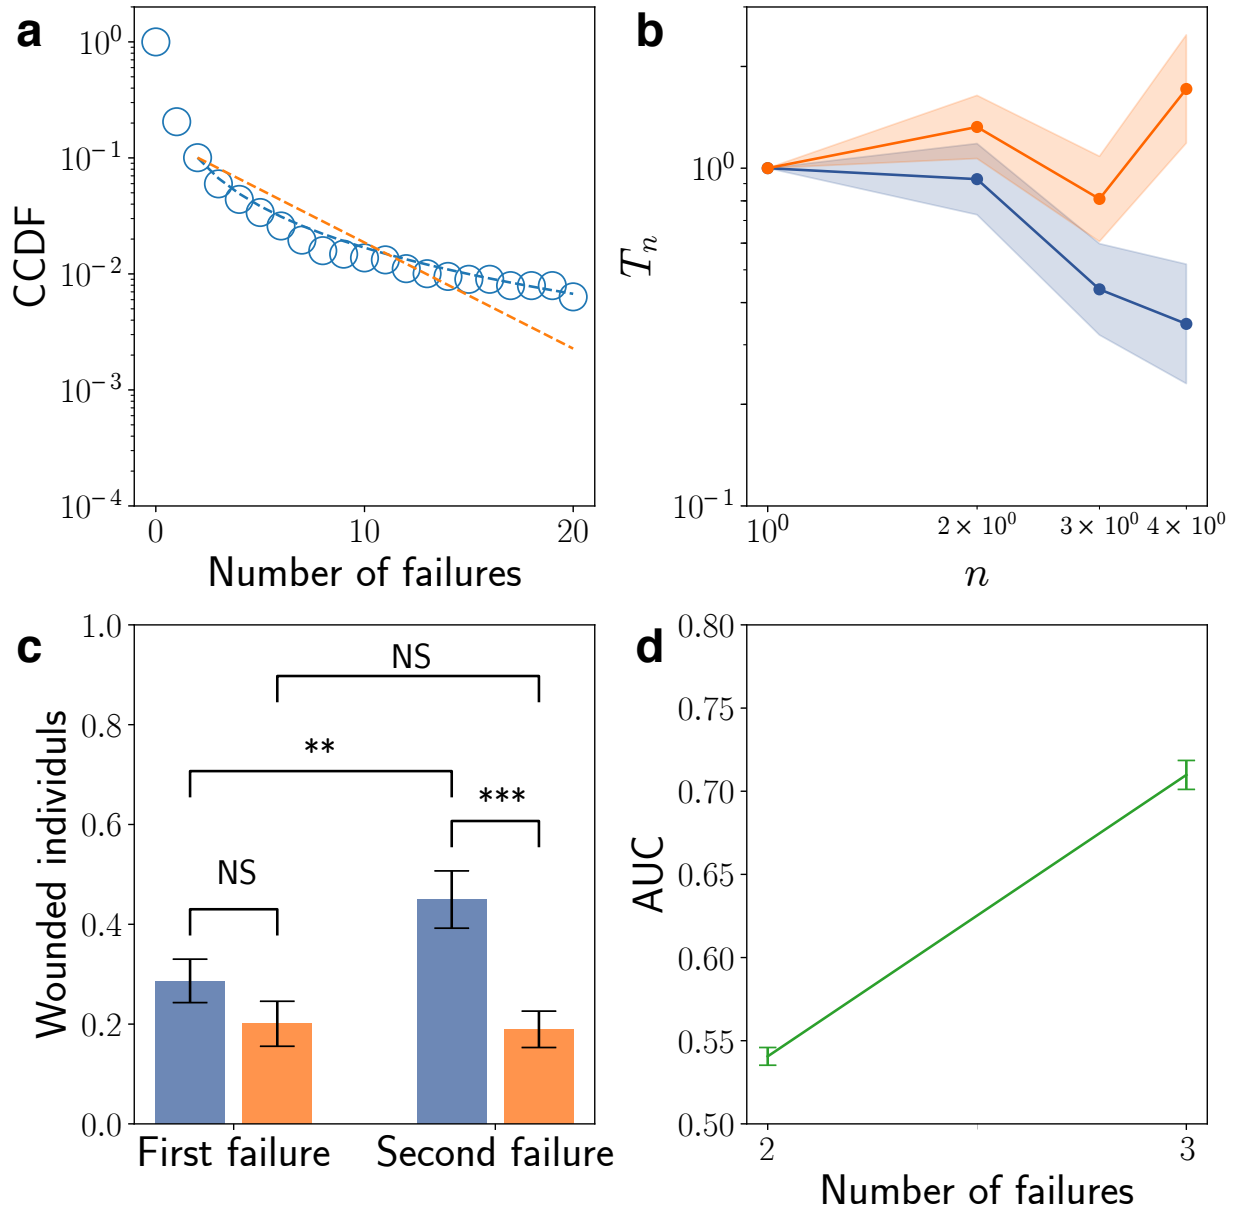 a
10^0
10^-1
10^-2
10^-3
10^-4
CCDF
0 10 20
Number of failures
b
10^0
10^-1
T_n
10^0 2 × 10^0 3 × 10^0 4 × 10^0
n
c
1.0
0.8
0.6
0.4
0.2
0.0
Wounded individuls
NS
**
***
NS
First failure Second failure
d
0.80
0.75
0.70
0.65
0.60
0.55
0.50
AUC
2 3
Number of failures